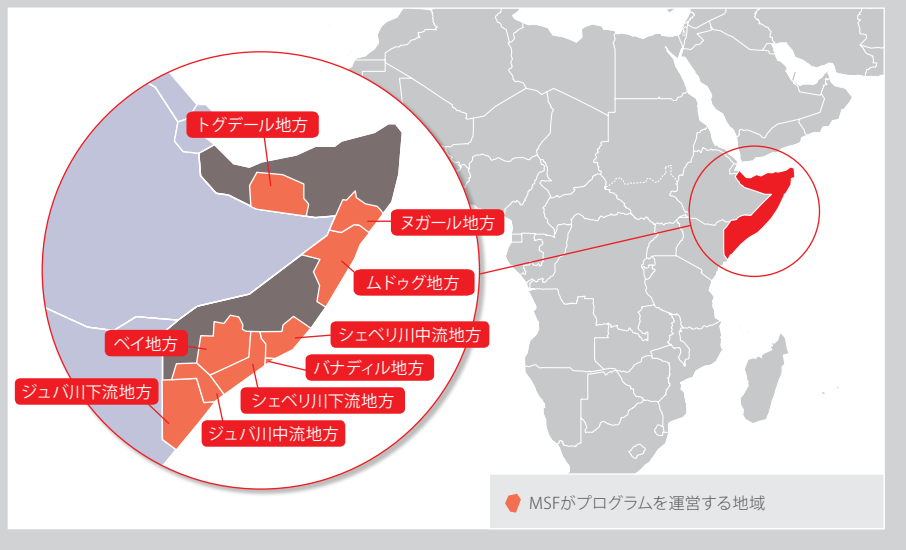 トグデール地方
ヌガール地方
ムドゥグ地方
シェベリ川中流地方
ベイ地方
バナディル地方
ジュバ川下流地方
シェベリ川下流地方
ジュバ川中流地方
MSFがプログラムを運営する地域